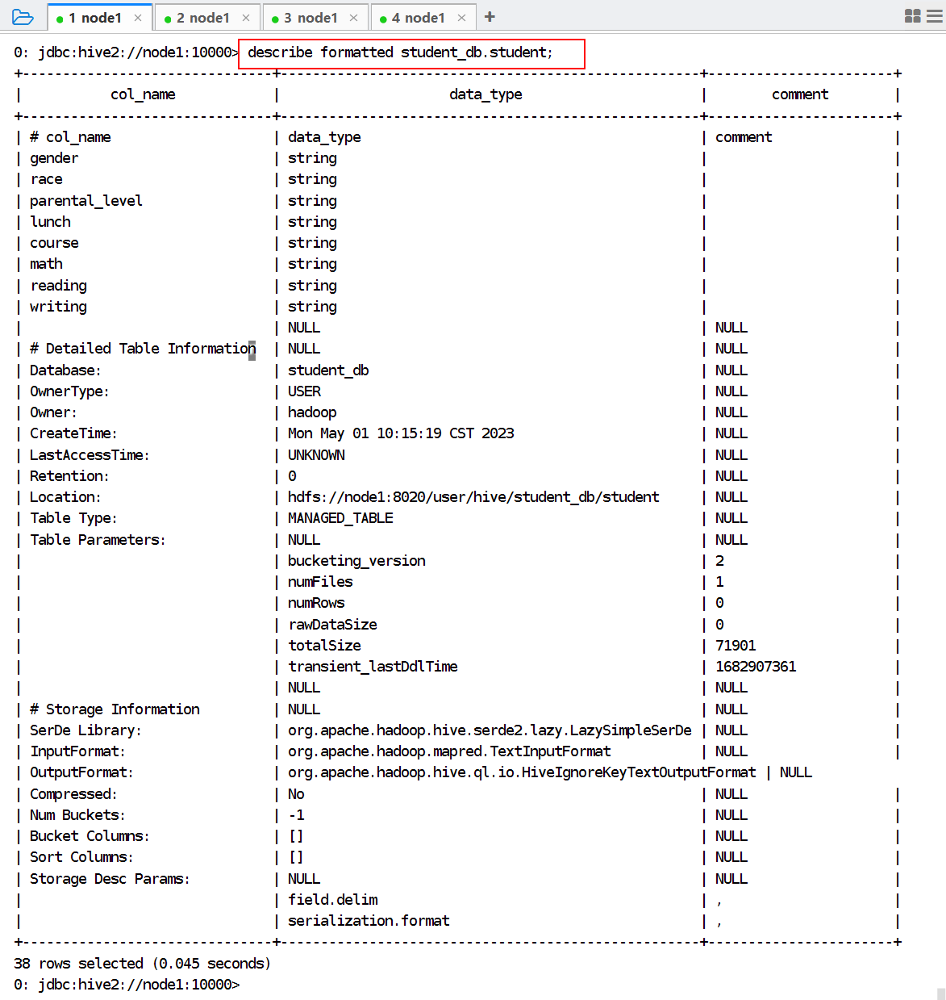 1 node1 × 2 node1 × 3 node1 × 4 node1 × +
0: jdbc:hive2://node1:10000> describe formatted student_db.student;
+-------------------------------+----------------------------------------------------+-----------------------+
| col_name | data_type | comment |
+-------------------------------+----------------------------------------------------+-----------------------+
| # col_name | data_type | comment |
| gender | string | |
| race | string | |
| parental_level | string | |
| lunch | string | |
| course | string | |
| math | string | |
| reading | string | |
| writing | string | |
| | NULL | NULL |
| # Detailed Table Information | NULL | NULL |
| Database: | student_db | NULL |
| OwnerType: | USER | NULL |
| Owner: | hadoop | NULL |
| CreateTime: | Mon May 01 10:15:19 CST 2023 | NULL |
| LastAccessTime: | UNKNOWN | NULL |
| Retention: | 0 | NULL |
| Location: | hdfs://node1:8020/user/hive/student_db/student | NULL |
| Table Type: | MANAGED_TABLE | NULL |
| Table Parameters: | NULL | NULL |
| | bucketing_version | 2 |
| | numFiles | 1 |
| | numRows | 0 |
| | rawDataSize | 0 |
| | totalSize | 71901 |
| | transient_lastDdlTime | 1682907361 |
| | NULL | NULL |
| # Storage Information | NULL | NULL |
| SerDe Library: | org.apache.hadoop.hive.serde2.lazy.LazySimpleSerDe | NULL |
| InputFormat: | org.apache.hadoop.mapred.TextInputFormat | NULL |
| OutputFormat: | org.apache.hadoop.hive.ql.io.HiveIgnoreKeyTextOutputFormat | NULL
| Compressed: | No | NULL |
| Num Buckets: | -1 | NULL |
| Bucket Columns: | [] | NULL |
| Sort Columns: | [] | NULL |
| Storage Desc Params: | NULL | NULL |
| | field.delim | , |
| | serialization.format | , |
+-------------------------------+----------------------------------------------------+-----------------------+
38 rows selected (0.045 seconds)
0: jdbc:hive2://node1:10000>